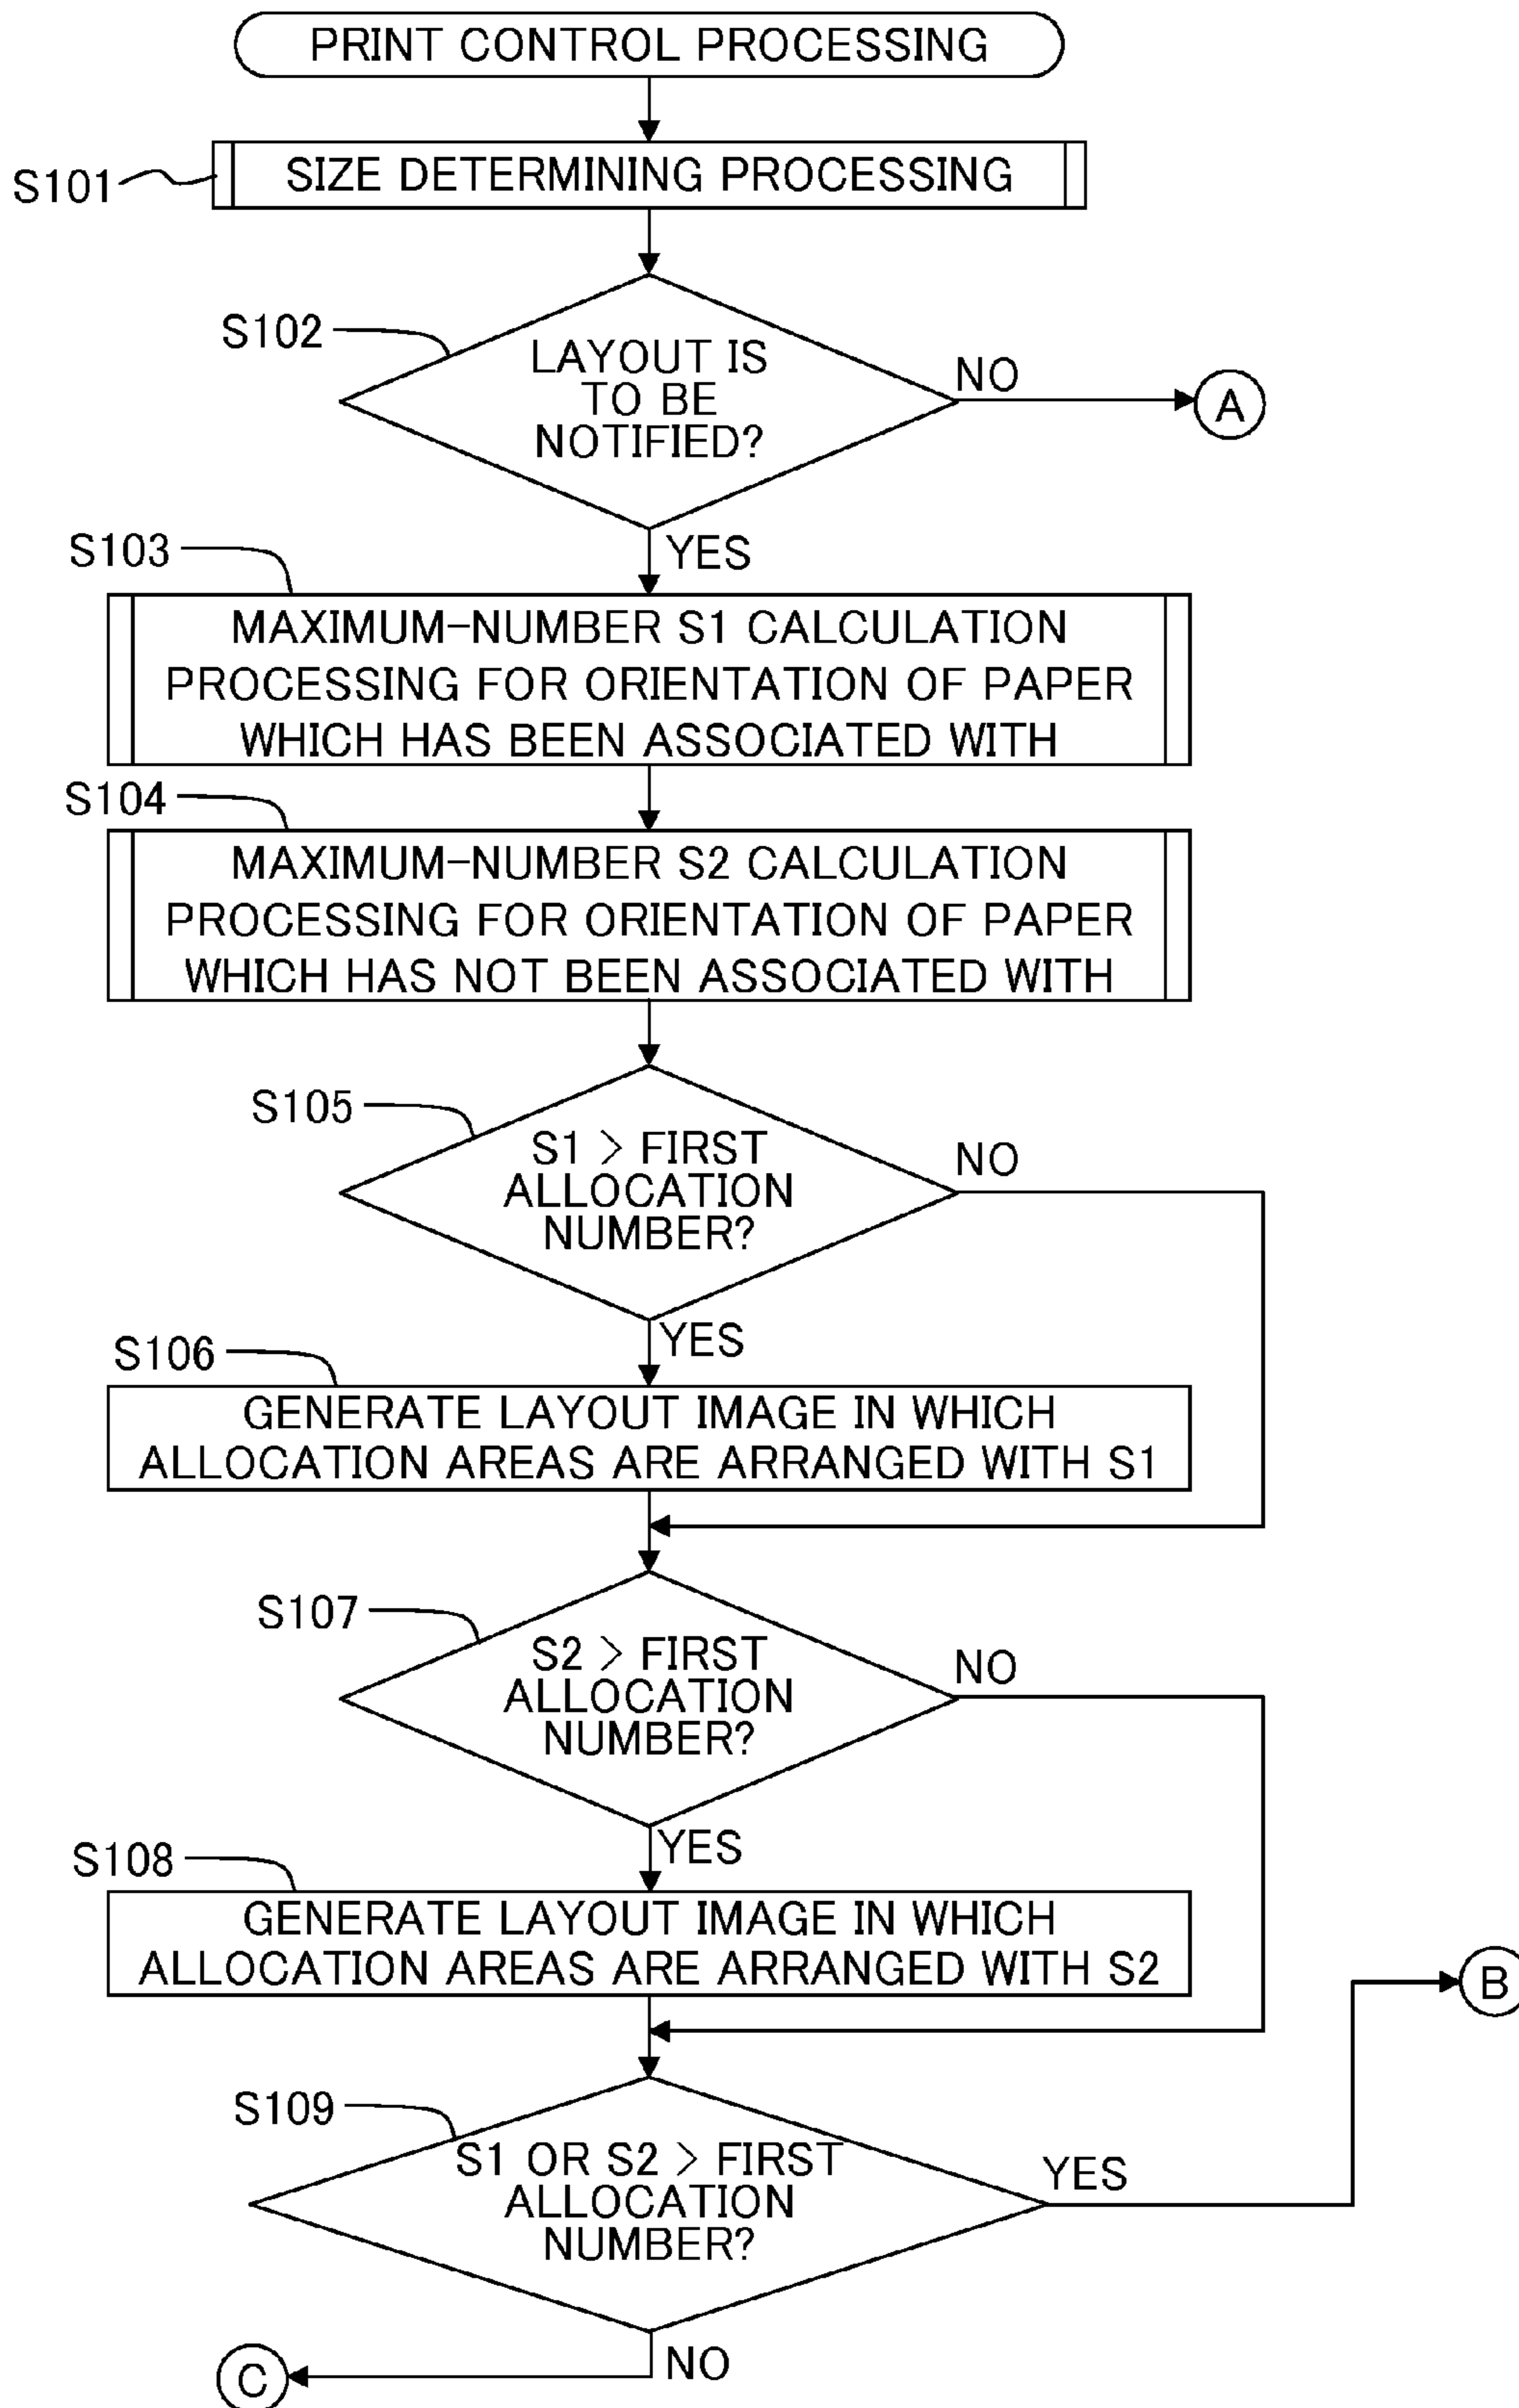 PRINT CONTROL PROCESSING
S101
SIZE DETERMINING PROCESSING
S102
LAYOUT IS
TO BE
NOTIFIED?
NO
A
YES
S103
MAXIMUM-NUMBER S1 CALCULATION
PROCESSING FOR ORIENTATION OF PAPER
WHICH HAS BEEN ASSOCIATED WITH
S104
MAXIMUM-NUMBER S2 CALCULATION
PROCESSING FOR ORIENTATION OF PAPER
WHICH HAS NOT BEEN ASSOCIATED WITH
S105
S1 > FIRST
ALLOCATION
NUMBER?
NO
YES
S106
GENERATE LAYOUT IMAGE IN WHICH
ALLOCATION AREAS ARE ARRANGED WITH S1
S107
S2 > FIRST
ALLOCATION
NUMBER?
NO
YES
S108
GENERATE LAYOUT IMAGE IN WHICH
ALLOCATION AREAS ARE ARRANGED WITH S2
B
S109
S1 OR S2 > FIRST
ALLOCATION
NUMBER?
YES
NO
C